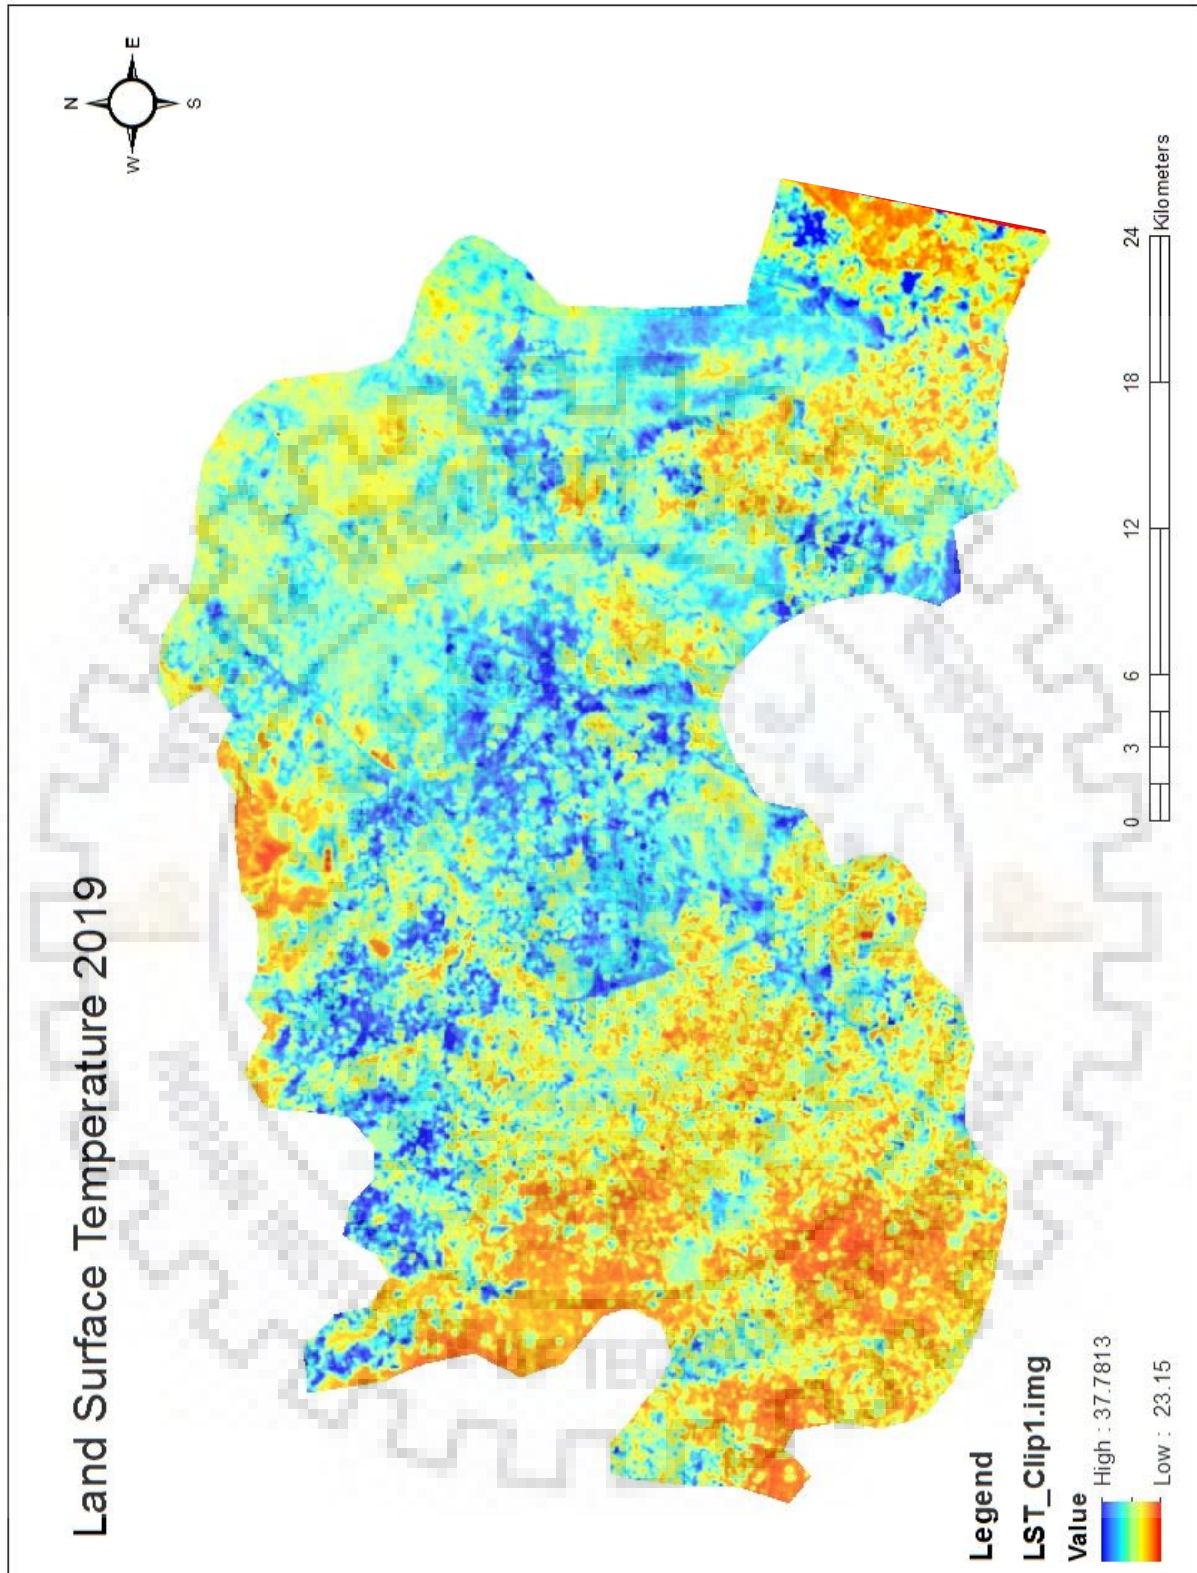 Land Surface Temperature 2019
N
W
E
S
Legend
LST_Clip1.img
Value
High : 37.7813
Low : 23.15
0 3 6 12 18 24
Kilometers